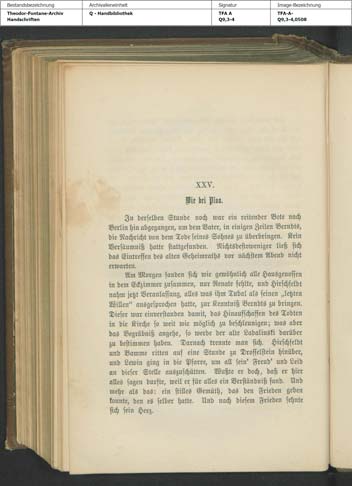 Bestandsbezeichnung
Archivalieneinheit
Signatur
Image-Bezeichnung
Theodor-Fontane-Archiv
Handschriften
Q - Handbibliothek
TFA A
Q9,3-4
TFA-A-
Q9,3-4,0508
XXV.
Wie bei Plaa.
In derselben Stunde noch war ein reitender Bote nach
Berlin hin abgegangen, um dem Vater, in einigen Zeilen Berndts,
die Nachricht von dem Tode seines Sohnes zu überbringen. Kein
Versäumniß hatte stattgefunden. Nichtsdestoweniger ließ sich
das Eintreffen des alten Geheimraths vor nächstem Abend nicht
erwarten.
Am Morgen fanden sich wie gewöhnlich alle Hausgenossen
in dem Eckzimmer zusammen, nur Renate fehlte, und Hirschfeldt
nahm jetzt Veranlassung, alles was ihm Tubal als seinen „letzten
Willen“ ausgesprochen hatte, zur Kenntniß Berndts zu bringen.
Dieser war einverstanden damit, das Hinaufschaffen des Todten
in die Kirche so weit wie möglich zu beschleunigen; was aber
das Begräbniß angehe, so werde der alte Ladalinski darüber
zu bestimmen haben. Darnach trennte man sich. Hirschfeldt
und Bamme ritten auf eine Stunde zu Drosselstein hinüber,
und Lewin ging in die Pfarre, um all sein' Freud' und Leid
an dieser Stelle auszuschütten. Wußte er doch, daß er hier
alles sagen durfte, weil er für alles ein Verständniß fand. Und
mehr als das: ein stilles Gemüth, das den Frieden geben
konnte, den es selber hatte. Und nach diesem Frieden sehnte
sich sein Herz.